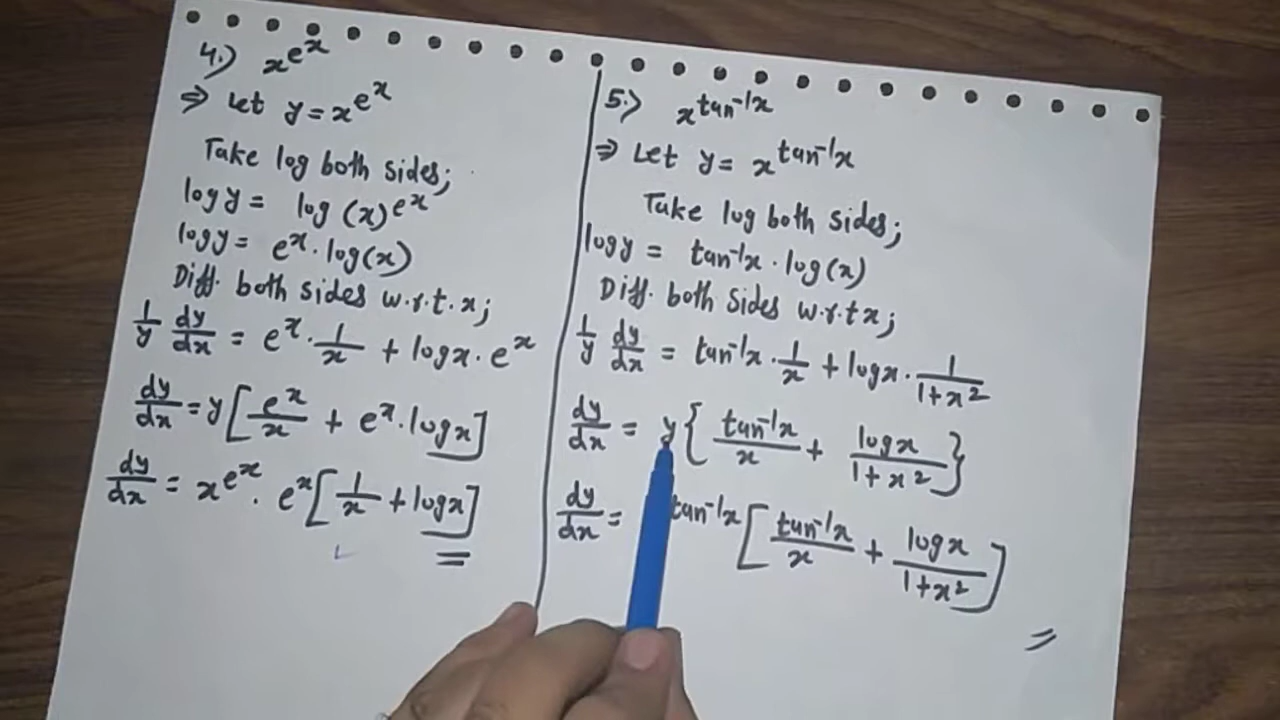 4.) x^e^x
⇒ Let y = x^e^x
Take log both sides;
log y = log (x)^e^x
log y = e^x · log(x)
Diff. both sides w.r.t. x;
1/y dy/dx = e^x · 1/x + log x · e^x
dy/dx = y [ e^x/x + e^x · log x ]
dy/dx = x^e^x · e^x [ 1/x + log x ]
5.) x^tan⁻¹x
⇒ Let y = x^tan⁻¹x
Take log both sides;
log y = tan⁻¹x · log(x)
Diff. both sides w.r.t x;
1/y dy/dx = tan⁻¹x · 1/x + log x · 1/1+x²
dy/dx = y { tan⁻¹x/x + log x/1+x² }
dy/dx = tan⁻¹x [ tan⁻¹x/x + log x/1+x² ]